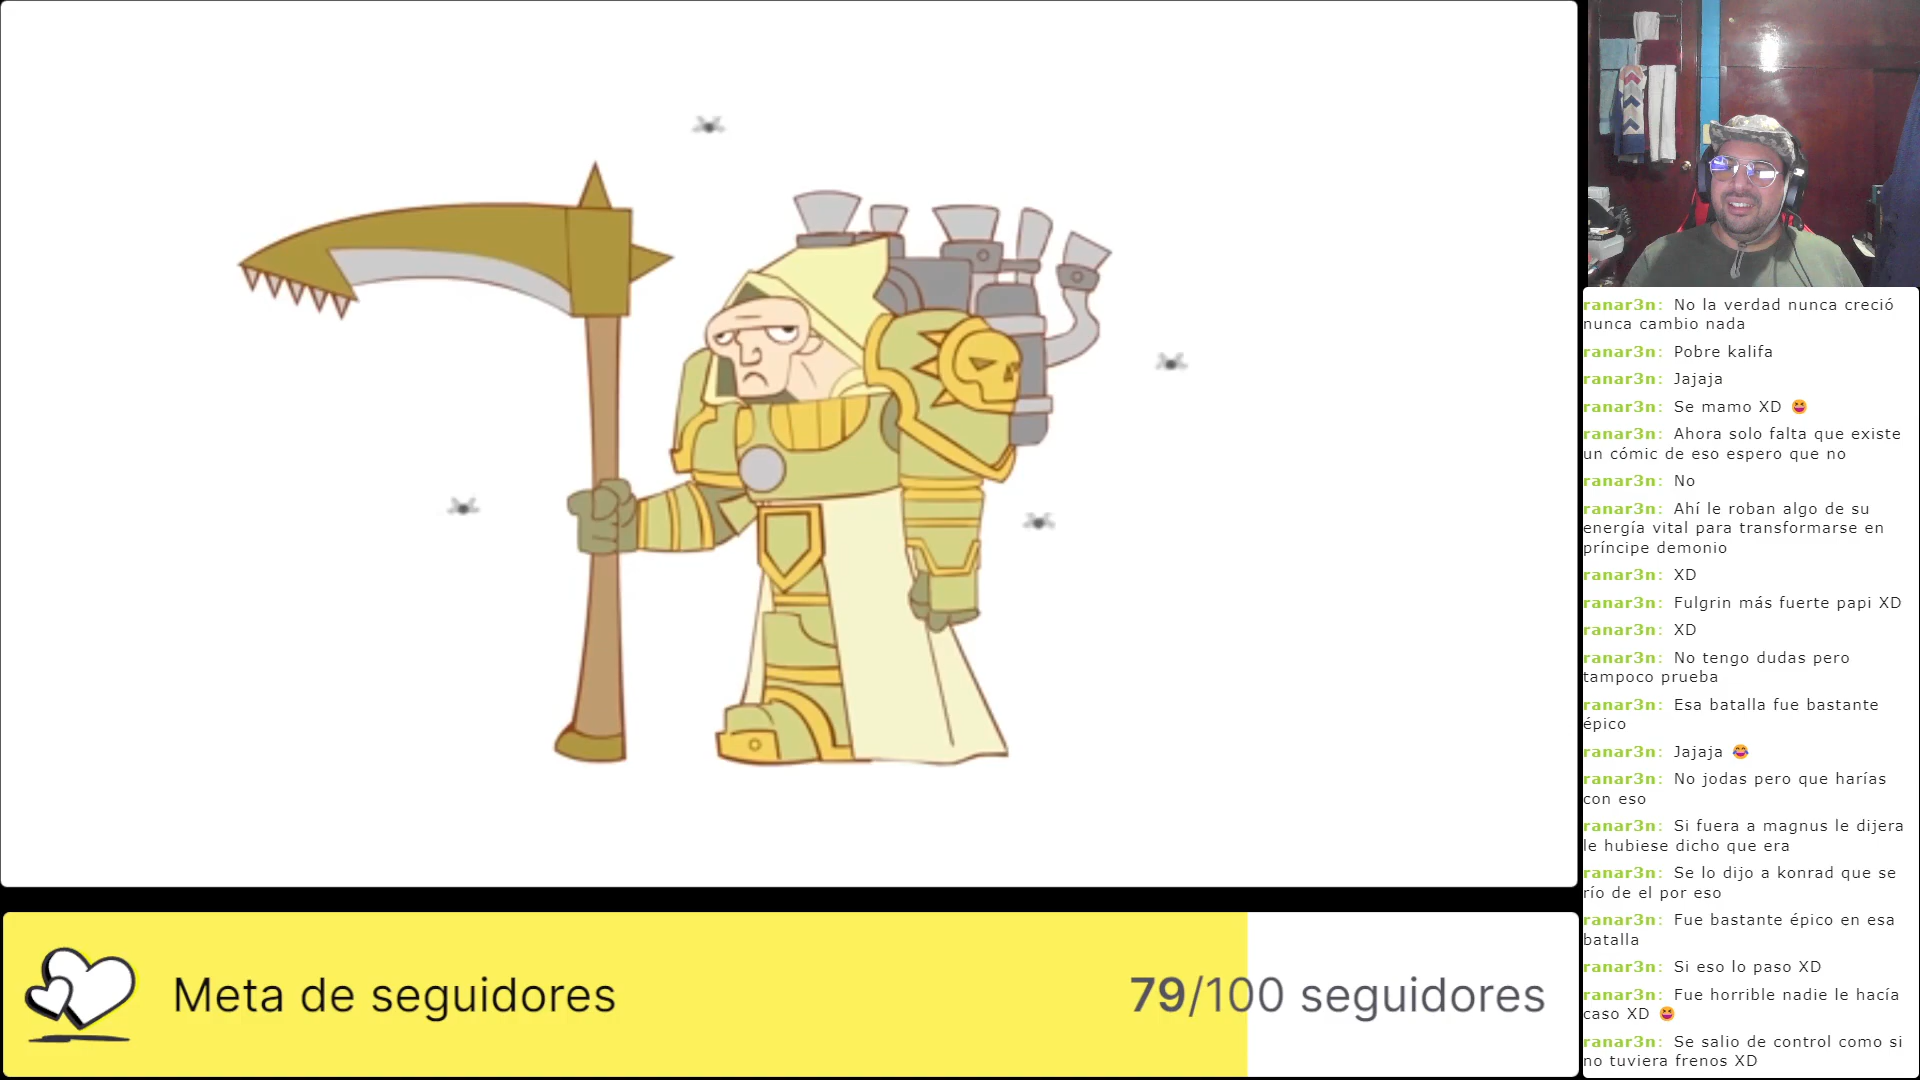 ranar3n: No la verdad nunca creció
nunca cambio nada
ranar3n: Pobre kalifa
ranar3n: Jajaja
ranar3n: Se mamo XD 😆
ranar3n: Ahora solo falta que existe
un cómic de eso espero que no
ranar3n: No
ranar3n: Ahí le roban algo de su
energía vital para transformarse en
príncipe demonio
ranar3n: XD
ranar3n: Fulgrin más fuerte papi XD
ranar3n: XD
ranar3n: No tengo dudas pero
tampoco prueba
ranar3n: Esa batalla fue bastante
épico
ranar3n: Jajaja 😂
ranar3n: No jodas pero que harías
con eso
ranar3n: Si fuera a magnus le dijera
le hubiese dicho que era
ranar3n: Se lo dijo a konrad que se
río de el por eso
ranar3n: Fue bastante épico en esa
batalla
ranar3n: Si eso lo paso XD
ranar3n: Fue horrible nadie le hacía
caso XD 😆
ranar3n: Se salio de control como si
no tuviera frenos XD
Meta de seguidores
79/100 seguidores